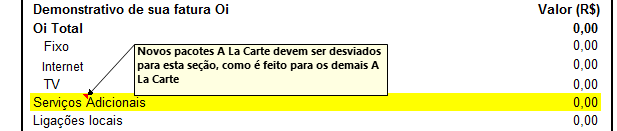 Demonstrativo de sua fatura Oi Valor (R$)
Oi Total 0,00
Fixo 0,00
Internet 0,00
TV 0,00
Novos pacotes A La Carte devem ser desviados
para esta seção, como é feito para os demais A
La Carte
Serviços Adicionais 0,00
Ligações locais 0,00